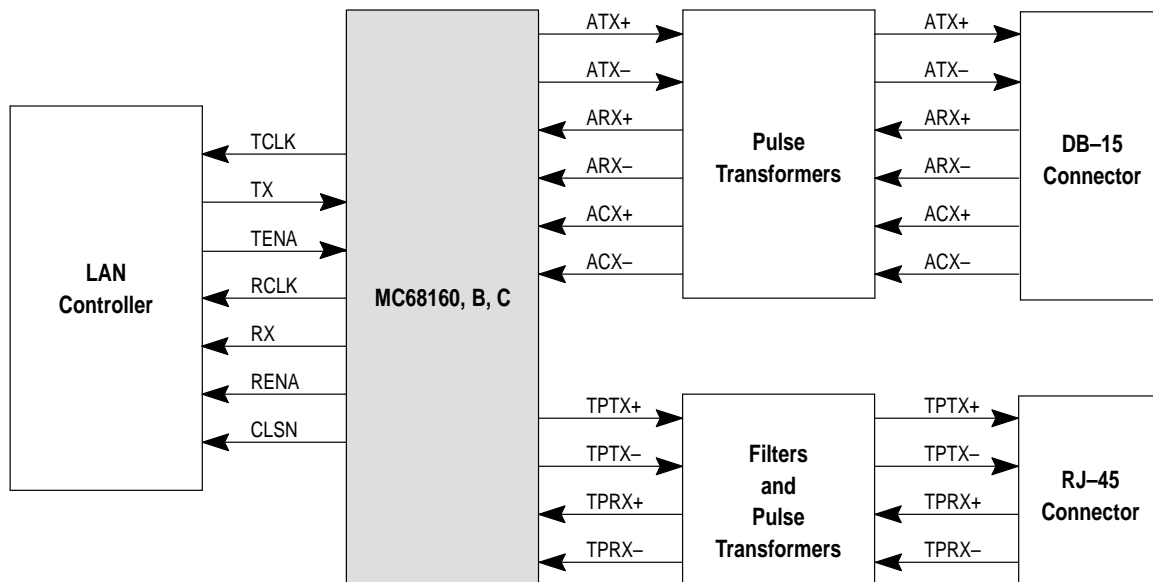 ATX+ ATX+
ATX– ATX–
ARX+ ARX+
ARX– ARX–
ACX+ ACX+
ACX– ACX–
Pulse
Transformers
DB–15
Connector
TCLK
TX
TENA
RCLK
RX
RENA
CLSN
LAN
Controller
MC68160, B, C
TPTX+ TPTX+
TPTX– TPTX–
TPRX+ TPRX+
TPRX– TPRX–
Filters
and
Pulse
Transformers
RJ–45
Connector